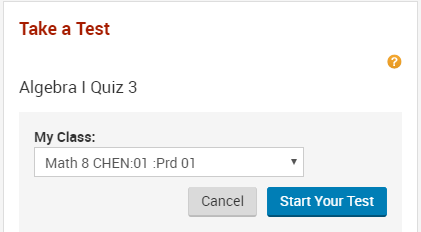 Take a Test
?
Algebra I Quiz 3
My Class:
Math 8 CHEN:01 :Prd 01
Cancel
Start Your Test